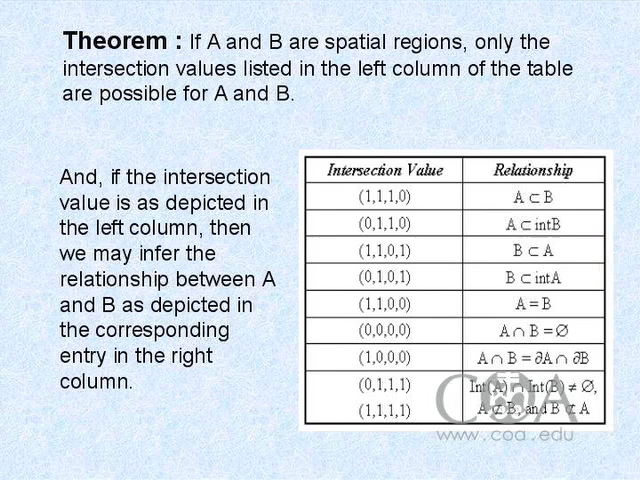 Theorem : If A and B are spatial regions, only the
intersection values listed in the left column of the table
are possible for A and B.
And, if the intersection
value is as depicted in
the left column, then
we may infer the
relationship between A
and B as depicted in
the corresponding
entry in the right
column.
Intersection Value Relationship
(1,1,1,0) A ⊂ B
(0,1,1,0) A ⊂ intB
(1,1,0,1) B ⊂ A
(0,1,0,1) B ⊂ intA
(1,1,0,0) A = B
(0,0,0,0) A ∩ B = ∅
(1,0,0,0) A ∩ B = ∂A ∩ ∂B
(0,1,1,1) Int(A) ∩ Int(B) ≠ ∅,
(1,1,1,1) A ⊄ B, and B ⊄ A
COA
www.coa.edu